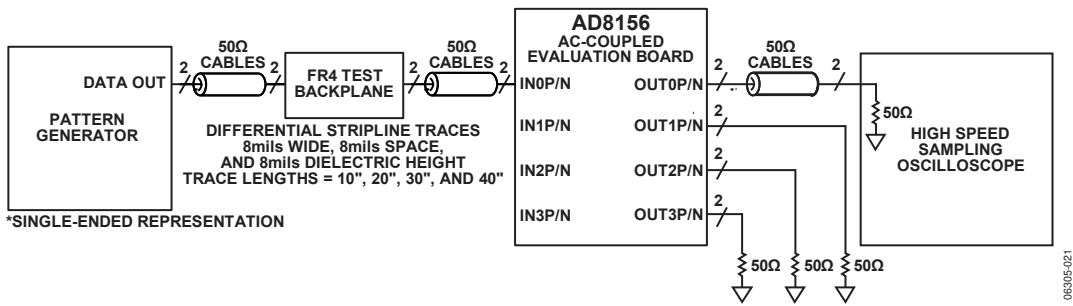 AD8156
AC-COUPLED
EVALUATION BOARD
50Ω
CABLES
50Ω
CABLES
50Ω
CABLES
DATA OUT
2
2
FR4 TEST
BACKPLANE
2
2
IN0P/N
OUT0P/N
2
2
50Ω
PATTERN
GENERATOR
DIFFERENTIAL STRIPLINE TRACES
8mils WIDE, 8mils SPACE,
AND 8mils DIELECTRIC HEIGHT
TRACE LENGTHS = 10", 20", 30", AND 40"
IN1P/N
OUT1P/N
2
HIGH SPEED
SAMPLING
OSCILLOSCOPE
IN2P/N
OUT2P/N
2
IN3P/N
OUT3P/N
2
*SINGLE-ENDED REPRESENTATION
50Ω
50Ω
50Ω
06305-021